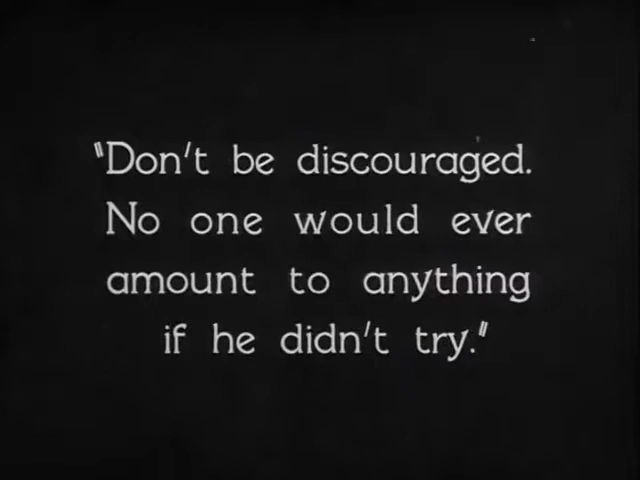 "Don't be discouraged.
No one would ever
amount to anything
if he didn't try."